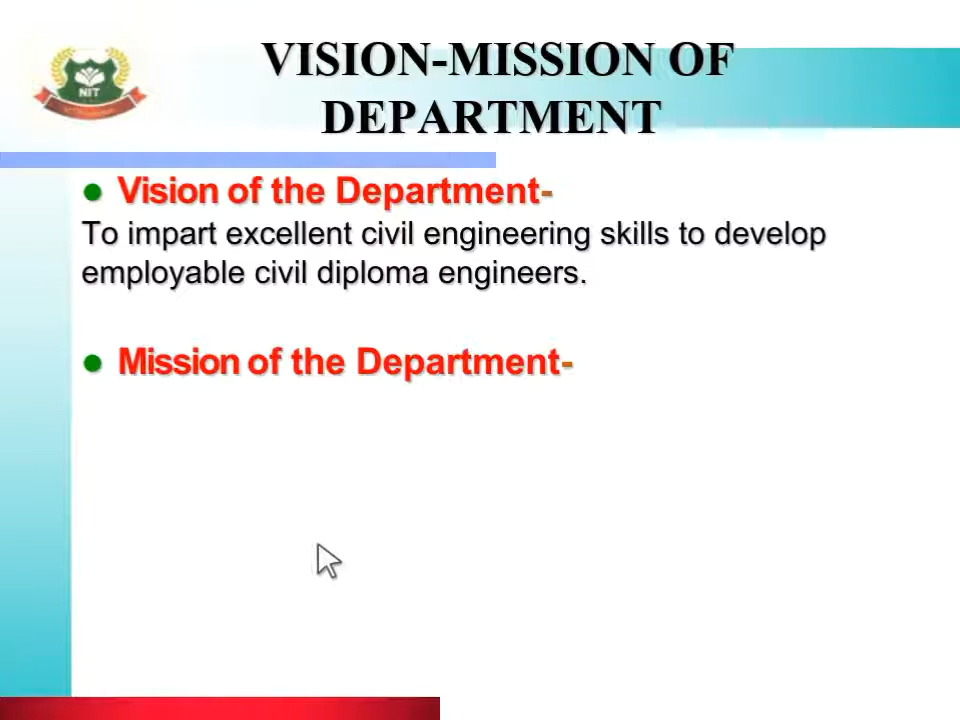 NIT
VISION-MISSION OF
DEPARTMENT
Vision of the Department-
To impart excellent civil engineering skills to develop
employable civil diploma engineers.
Mission of the Department-